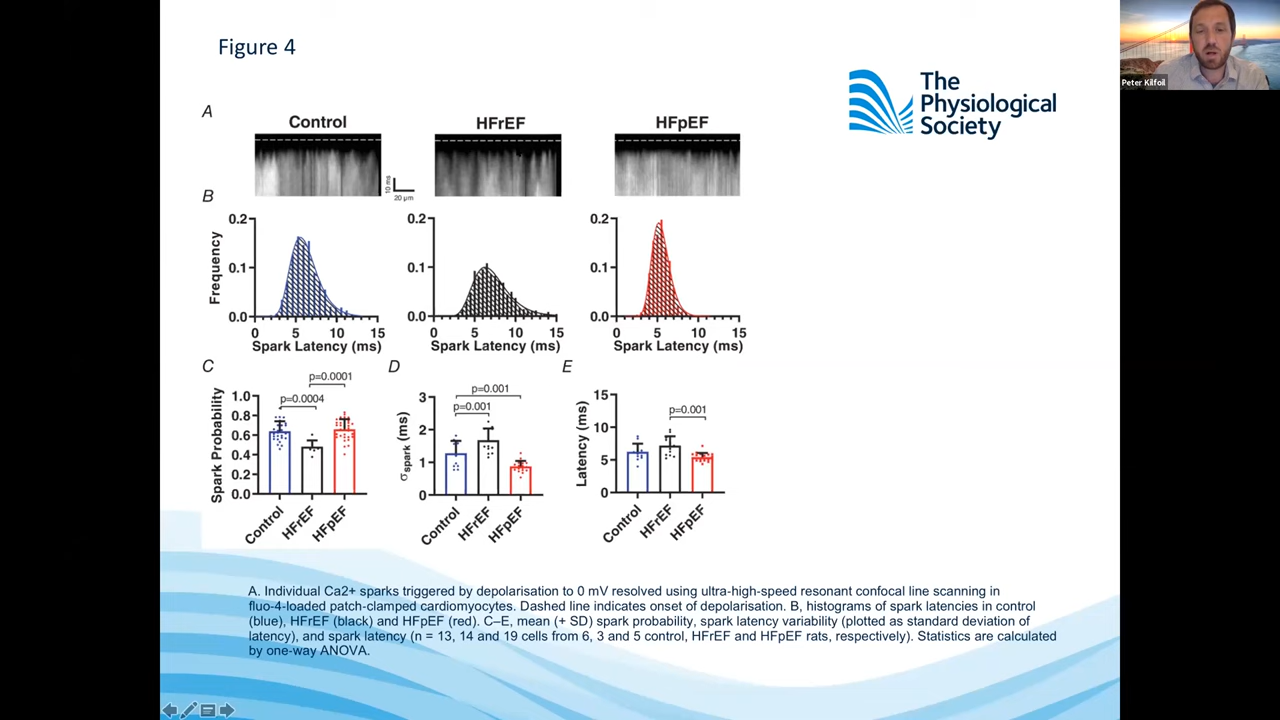 Figure 4
The
Physiological
Society
Peter Kilfoil
A
Control
HFrEF
HFpEF
10 ms
20 µm
B
Frequency
0.2
0.1
0.0
0 5 10 15
Spark Latency (ms)
0.2
0.1
0.0
0 5 10 15
Spark Latency (ms)
0.2
0.1
0.0
0 5 10 15
Spark Latency (ms)
C
Spark Probability
p=0.0001
p=0.0004
1.0
0.8
0.6
0.4
0.2
0.0
Control
HFrEF
HFpEF
D
σspark (ms)
p=0.001
p=0.001
3
2
1
0
Control
HFrEF
HFpEF
E
Latency (ms)
p=0.001
15
10
5
0
Control
HFrEF
HFpEF
A. Individual Ca2+ sparks triggered by depolarisation to 0 mV resolved using ultra-high-speed resonant confocal line scanning in
fluo-4-loaded patch-clamped cardiomyocytes. Dashed line indicates onset of depolarisation. B, histograms of spark latencies in control
(blue), HFrEF (black) and HFpEF (red). C–E, mean (+ SD) spark probability, spark latency variability (plotted as standard deviation of
latency), and spark latency (n = 13, 14 and 19 cells from 6, 3 and 5 control, HFrEF and HFpEF rats, respectively). Statistics are calculated
by one-way ANOVA.